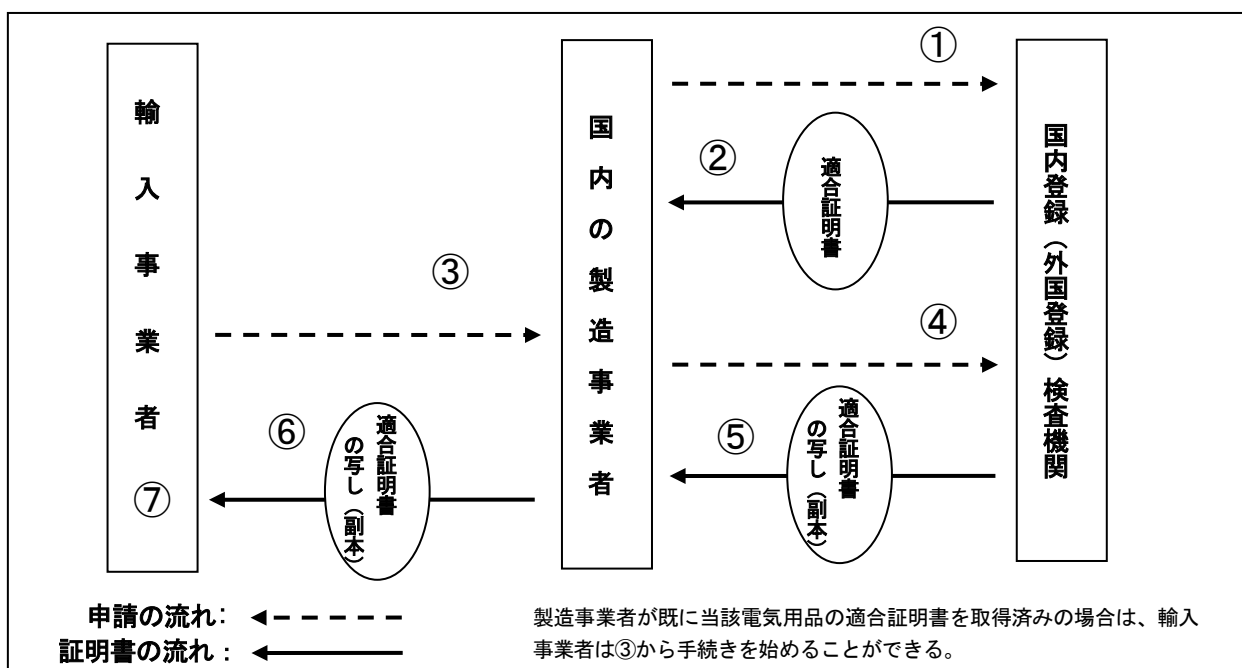 輸入事業者
⑦
国内の製造事業者
国内登録（外国登録）検査機関
①
②
適合証明書
③
④
⑤
適合証明書
の写し（副本）
⑥
適合証明書
の写し（副本）
申請の流れ：
証明書の流れ：
製造事業者が既に当該電気用品の適合証明書を取得済みの場合は、輸入
事業者は③から手続きを始めることができる。